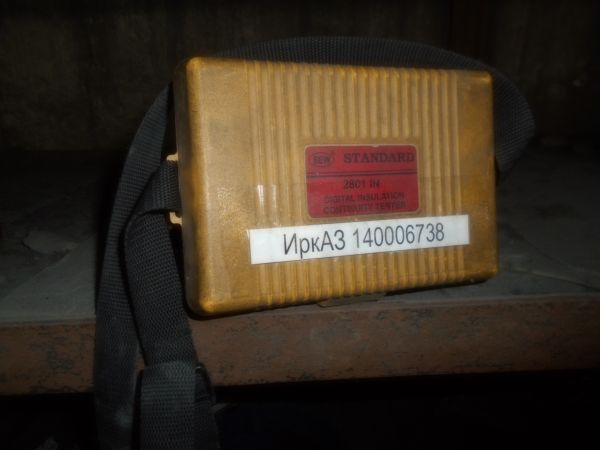 SEW STANDARD
2801 IN
DIGITAL INSULATION
CONTINUITY TESTER
ИркАЗ 140006738